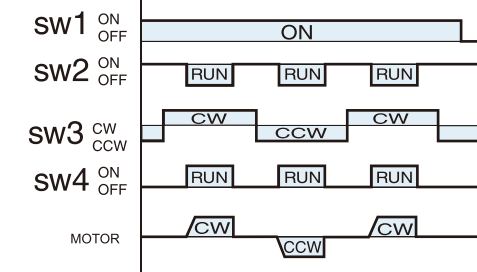 sw1 ON OFF ON
sw2 ON OFF RUN RUN RUN
sw3 CW CCW CW CCW CW
sw4 ON OFF RUN RUN RUN
MOTOR CW CCW CW